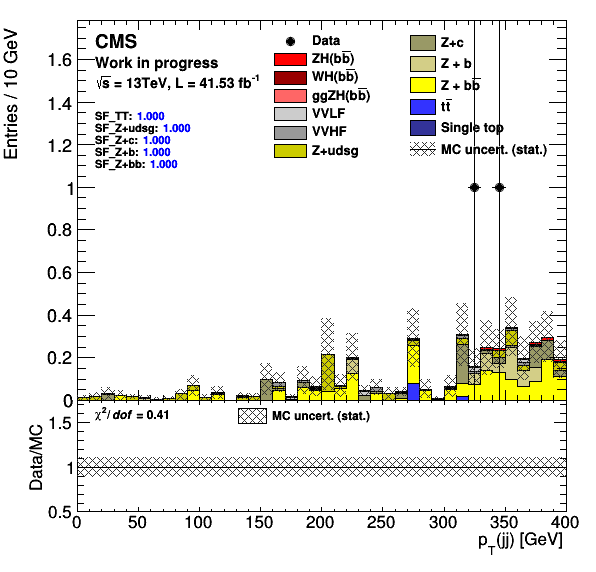 CMS
Work in progress
√s = 13TeV, L = 41.53 fb⁻¹
SF_TT: 1.000
SF_Z+udsg: 1.000
SF_Z+c: 1.000
SF_Z+b: 1.000
SF_Z+bb: 1.000
Data
ZH(bb̅)
WH(bb̅)
ggZH(bb̅)
VVLF
VVHF
Z+udsg
Z+c
Z + b
Z + bb̅
tt̅
Single top
MC uncert. (stat.)
Entries / 10 GeV
1.6
1.4
1.2
1
0.8
0.6
0.4
0.2
0
χ²/dof = 0.41
MC uncert. (stat.)
Data/MC
1.5
1
0.5
0 50 100 150 200 250 300 350 400
p_T(jj) [GeV]